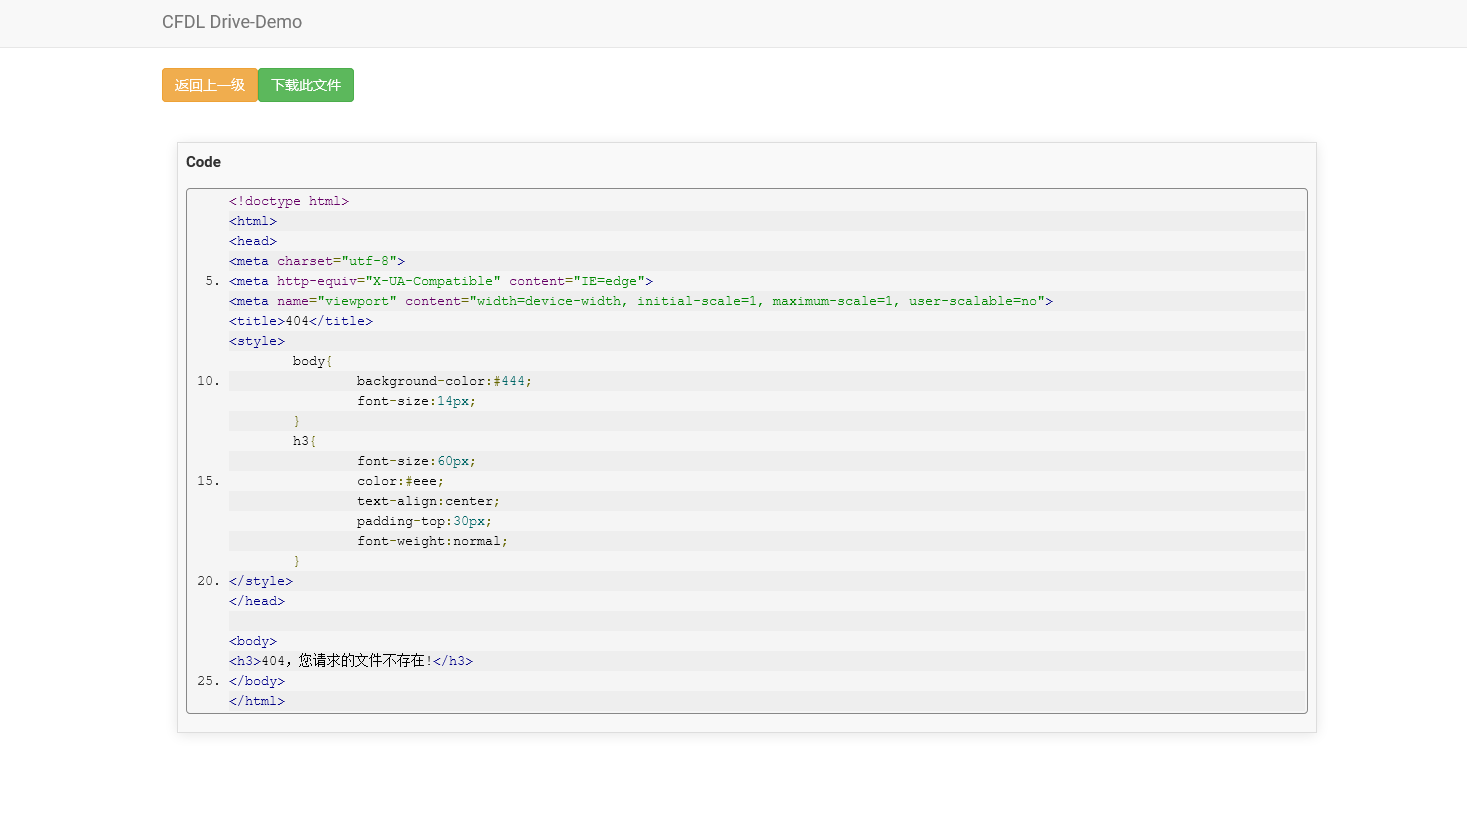 CFDL Drive-Demo
返回上一级 下载此文件
Code
<!doctype html>
<html>
<head>
<meta charset="utf-8">
5. <meta http-equiv="X-UA-Compatible" content="IE=edge">
<meta name="viewport" content="width=device-width, initial-scale=1, maximum-scale=1, user-scalable=no">
<title>404</title>
<style>
body{
10. background-color:#444;
font-size:14px;
}
h3{
font-size:60px;
15. color:#eee;
text-align:center;
padding-top:30px;
font-weight:normal;
}
20. </style>
</head>
<body>
<h3>404，您请求的文件不存在!</h3>
25. </body>
</html>